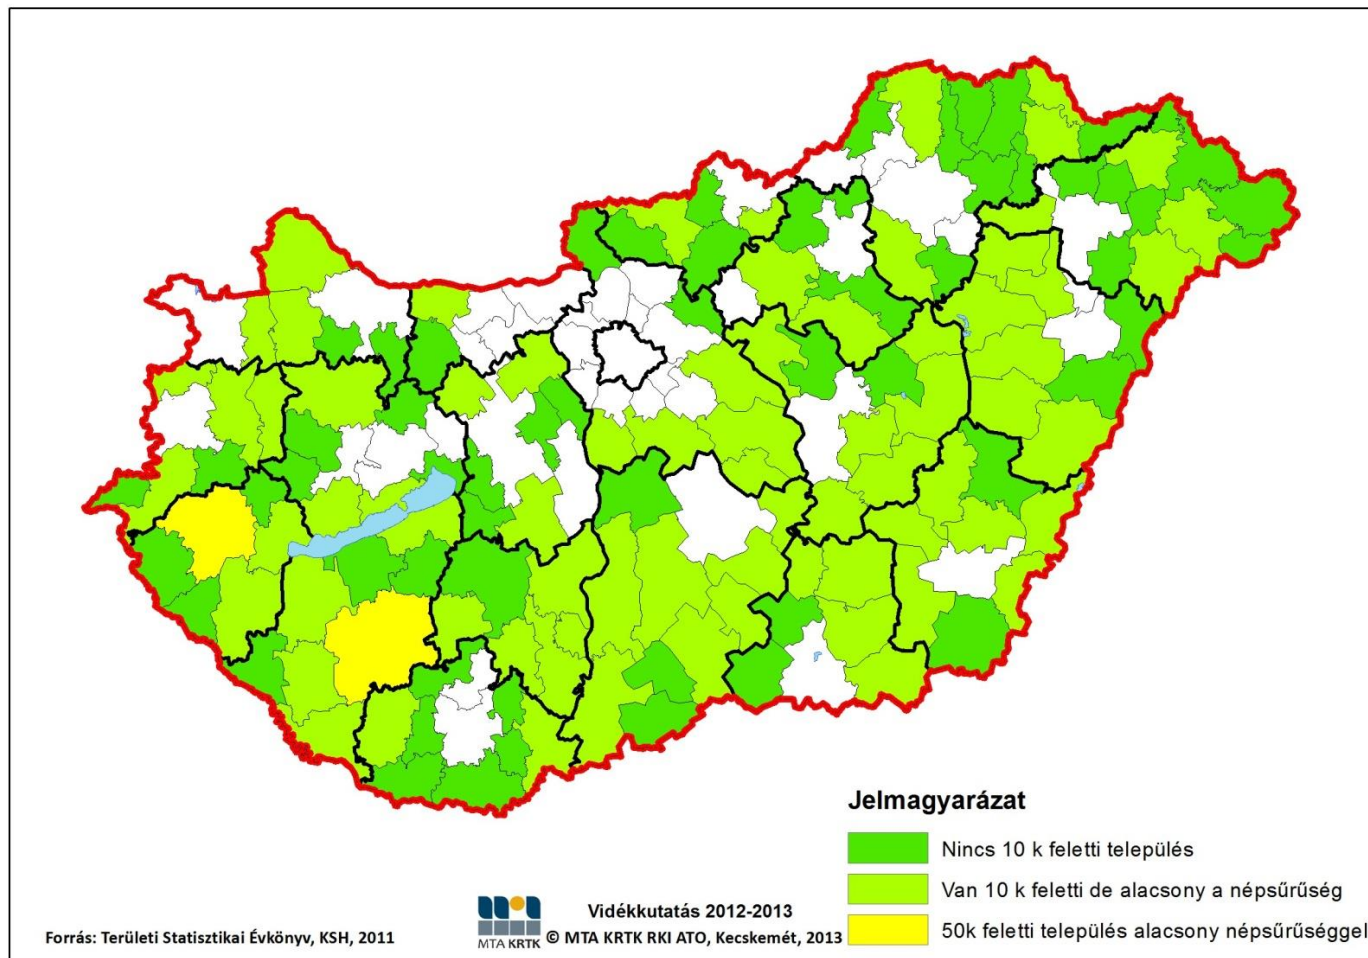 Jelmagyarázat
Nincs 10 k feletti település
Van 10 k feletti de alacsony a népsűrűség
50k feletti település alacsony népsűrűséggel
Vidékkutatás 2012-2013
© MTA KRTK RKI ATO, Kecskemét, 2013
MTA KRTK
Forrás: Területi Statisztikai Évkönyv, KSH, 2011